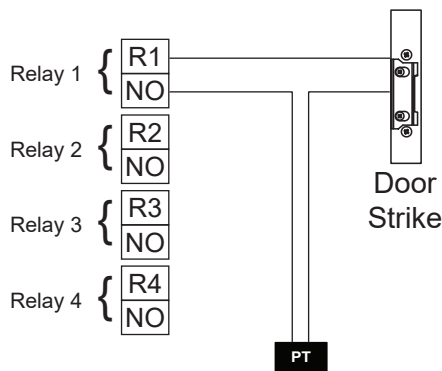 Relay 1
R1
NO
Relay 2
R2
NO
Relay 3
R3
NO
Relay 4
R4
NO
Door
Strike
PT